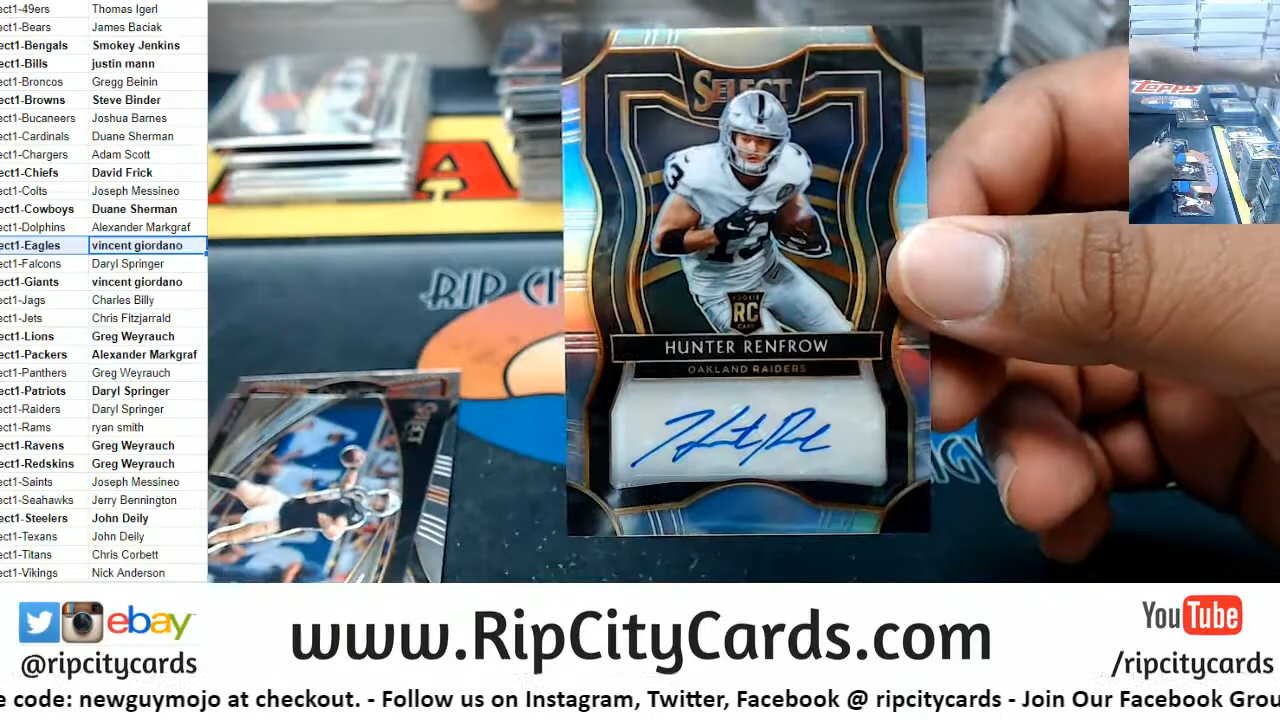 ect1-49ers Thomas Igerl
ect1-Bears James Baciak
ect1-Bengals Smokey Jenkins
ect1-Bills justin mann
ect1-Broncos Gregg Beinin
ect1-Browns Steve Binder
ect1-Bucaneers Joshua Barnes
ect1-Cardinals Duane Sherman
ect1-Chargers Adam Scott
ect1-Chiefs David Frick
ect1-Colts Joseph Messineo
ect1-Cowboys Duane Sherman
ect1-Dolphins Alexander Markgraf
ect1-Eagles vincent giordano
ect1-Falcons Daryl Springer
ect1-Giants vincent giordano
ect1-Jags Charles Billy
ect1-Jets Chris Fitzjarrald
ect1-Lions Greg Weyrauch
ect1-Packers Alexander Markgraf
ect1-Panthers Greg Weyrauch
ect1-Patriots Daryl Springer
ect1-Raiders Daryl Springer
ect1-Rams ryan smith
ect1-Ravens Greg Weyrauch
ect1-Redskins Greg Weyrauch
ect1-Saints Joseph Messineo
ect1-Seahawks Jerry Bennington
ect1-Steelers John Deily
ect1-Texans John Deily
ect1-Titans Chris Corbett
ect1-Vikings Nick Anderson
SELECT
13
ROOKIE
RC
CARD
HUNTER RENFROW
OAKLAND RAIDERS
RIP CI
SELECT
TOPPS
ebay
@ripcitycards
www.RipCityCards.com
YouTube
/ripcitycards
e code: newguymojo at checkout. - Follow us on Instagram, Twitter, Facebook @ ripcitycards - Join Our Facebook Grou